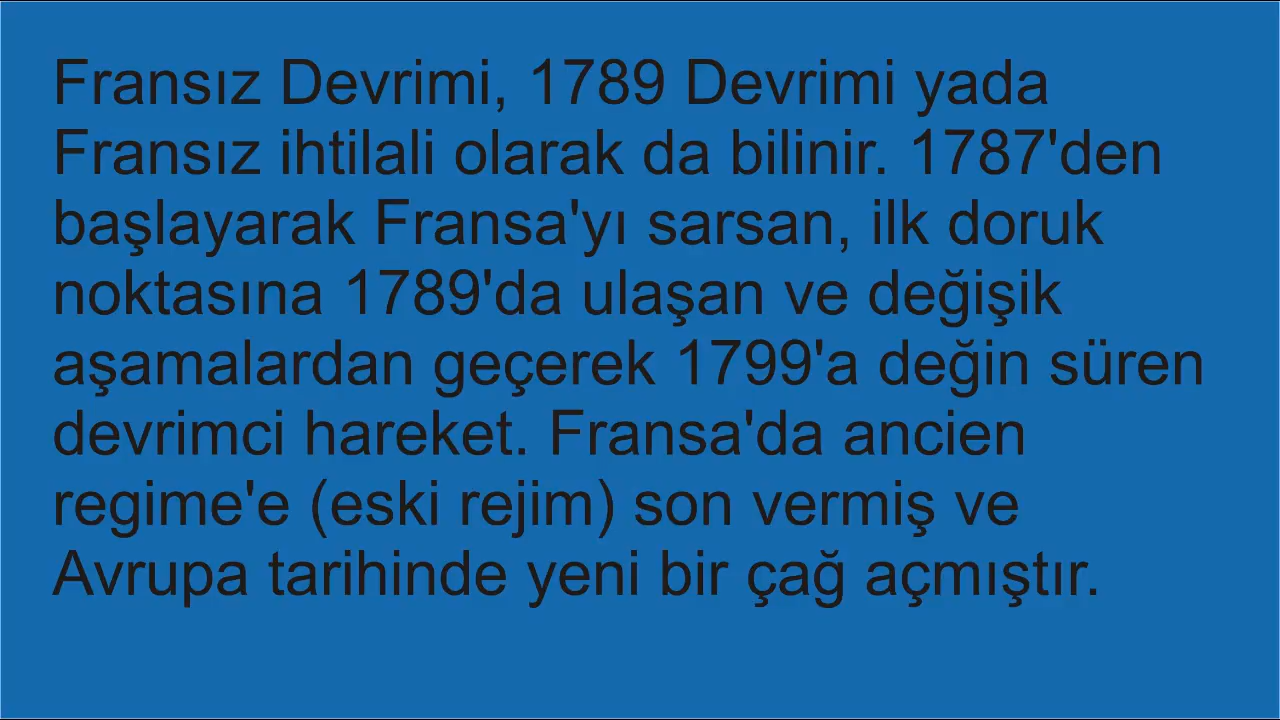 Fransız Devrimi, 1789 Devrimi yada
Fransız ihtilali olarak da bilinir. 1787'den
başlayarak Fransa'yı sarsan, ilk doruk
noktasına 1789'da ulaşan ve değişik
aşamalardan geçerek 1799'a değin süren
devrimci hareket. Fransa'da ancien
regime'e (eski rejim) son vermiş ve
Avrupa tarihinde yeni bir çağ açmıştır.